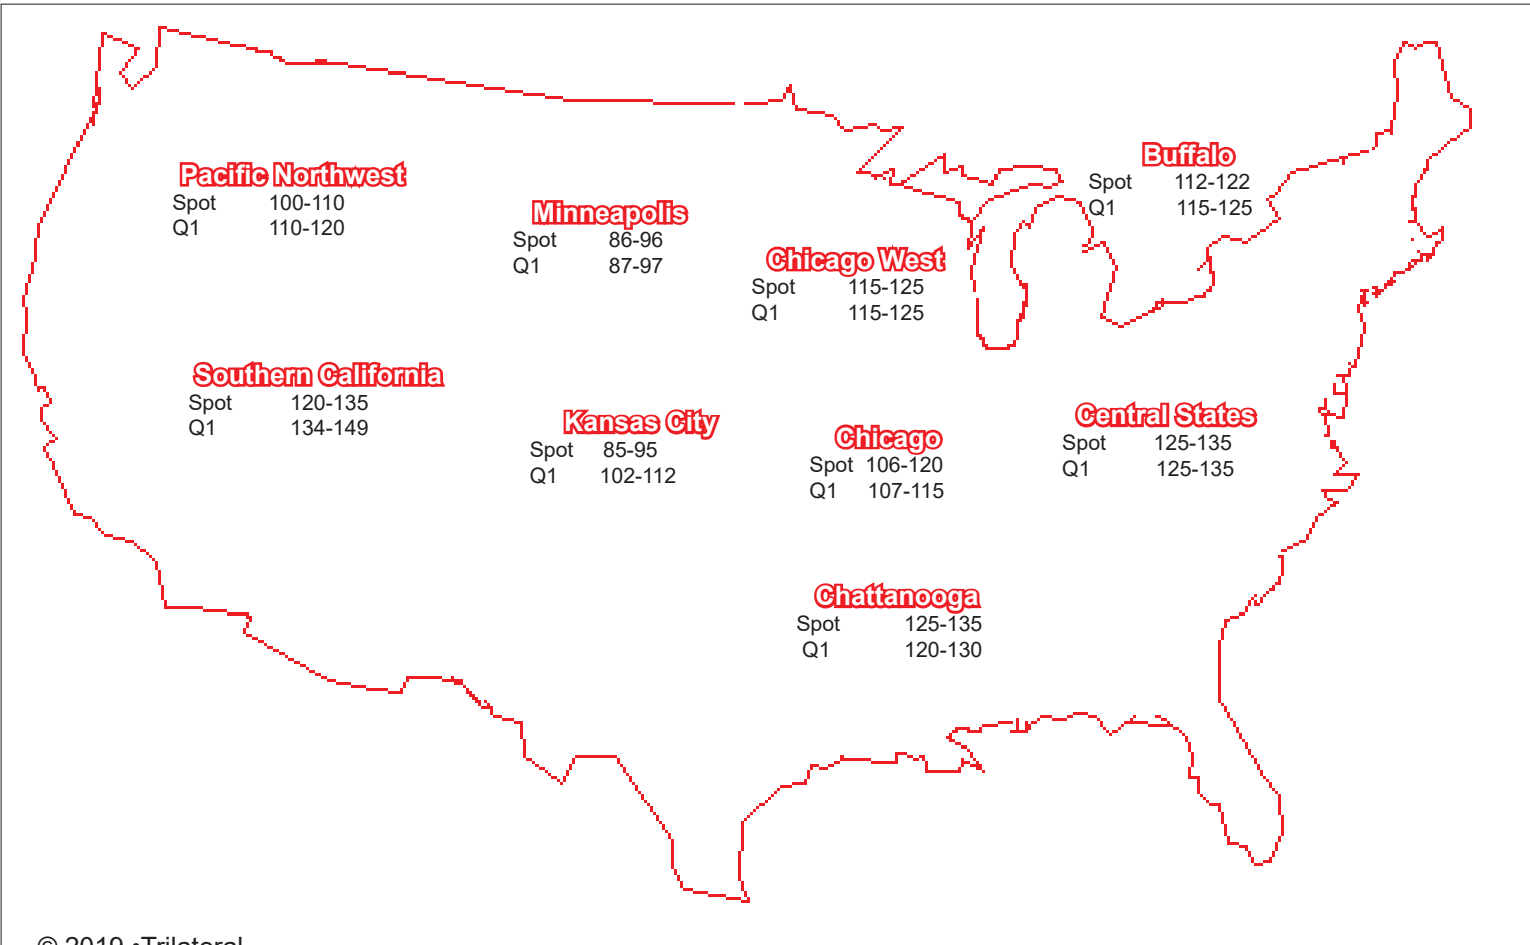 Pacific Northwest
Spot 100-110
Q1 110-120
Minneapolis
Spot 86-96
Q1 87-97
Chicago West
Spot 115-125
Q1 115-125
Buffalo
Spot 112-122
Q1 115-125
Southern California
Spot 120-135
Q1 134-149
Kansas City
Spot 85-95
Q1 102-112
Chicago
Spot 106-120
Q1 107-115
Central States
Spot 125-135
Q1 125-135
Chattanooga
Spot 125-135
Q1 120-130
© 2019 •Trilateral